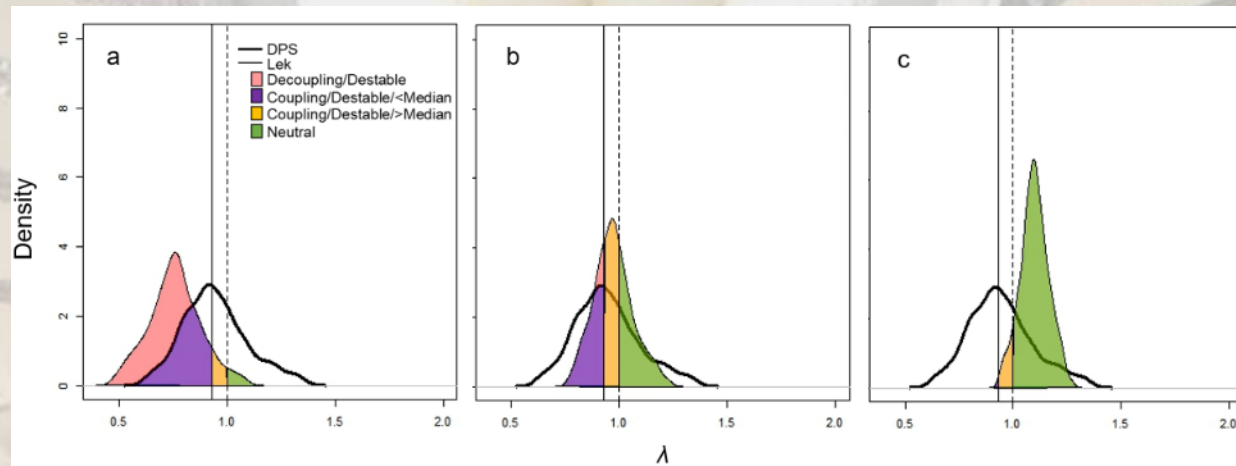 a
DPS
Lek
Decoupling/Destable
Coupling/Destable/<Median
Coupling/Destable/>Median
Neutral
b
c
Density
10
8
6
4
2
0
0.5 1.0 1.5 2.0
0.5 1.0 1.5 2.0
0.5 1.0 1.5 2.0
λ